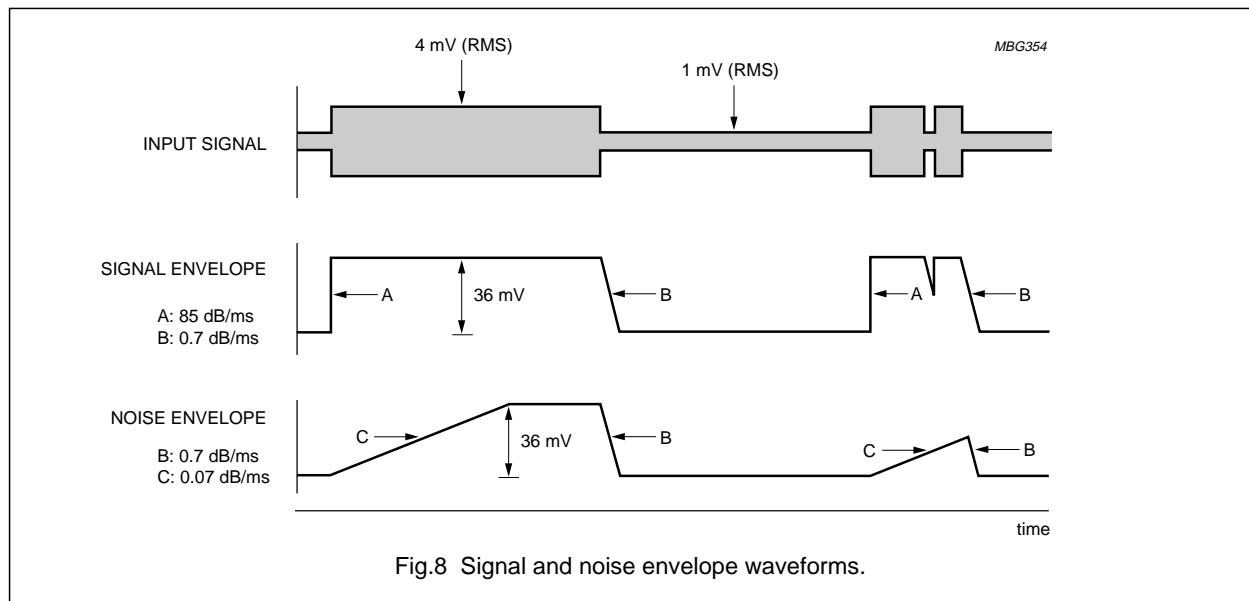 4 mV (RMS)
MBG354
1 mV (RMS)
INPUT SIGNAL
SIGNAL ENVELOPE
A
36 mV
B
A
B
A: 85 dB/ms
B: 0.7 dB/ms
NOISE ENVELOPE
C
36 mV
B
C
B
B: 0.7 dB/ms
C: 0.07 dB/ms
time
Fig.8 Signal and noise envelope waveforms.